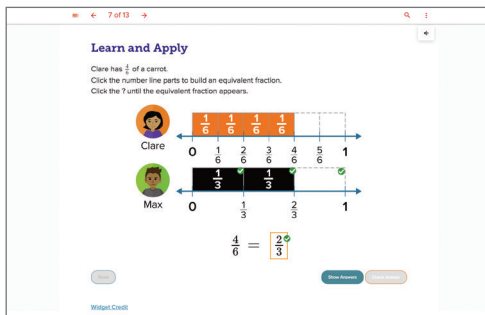 7 of 13
Learn and Apply
Clare has 4/6 of a carrot.
Click the number line parts to build an equivalent fraction.
Click the ? until the equivalent fraction appears.
1/6 1/6 1/6 1/6
Clare
0 1/6 2/6 3/6 4/6 5/6 1
1/3 1/3
Max
0 1/3 2/3 1
4/6 = 2/3
Show Answers
Widget Credit